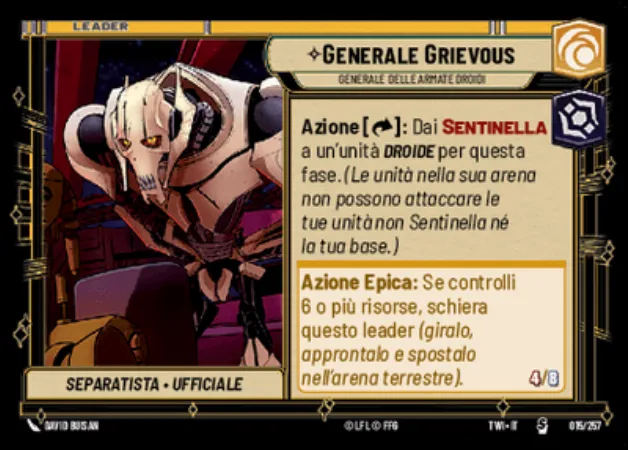 LEADER
GENERALE GRIEVOUS
GENERALE DELLE ARMATE DROIDI
Azione [ ]: Dai SENTINELLA
a un'unità DROIDE per questa
fase. (Le unità nella sua arena
non possono attaccare le
tue unità non Sentinella né
la tua base.)
Azione Epica: Se controlli
6 o più risorse, schiera
questo leader (giralo,
approntalo e spostalo
nell'arena terrestre).
4/8
SEPARATISTA • UFFICIALE
DAVID BUISAN
© LFL © FFG
TWI • IT
S
015/257